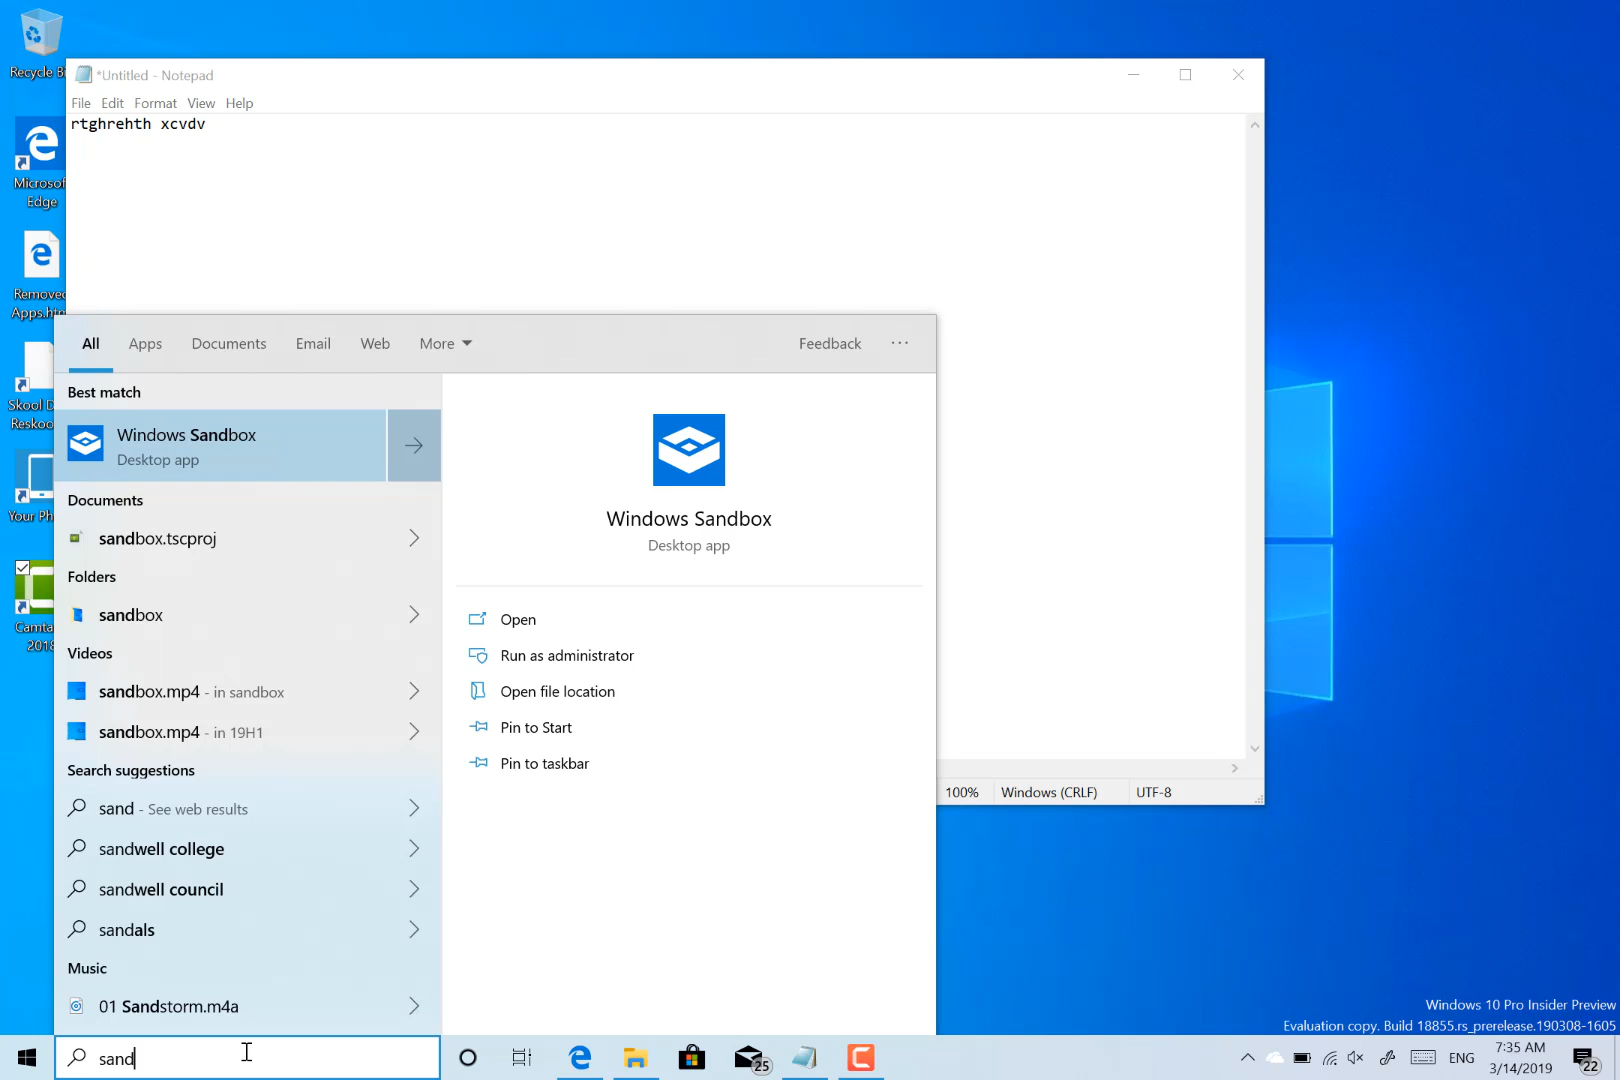 Recycle B
*Untitled - Notepad
File Edit Format View Help
rtghrehth xcvdv
Microsof
Edge
Removed
Apps.htm
Skool D
Reskoo
Your Ph
Camta
2018
100% Windows (CRLF) UTF-8
All Apps Documents Email Web More Feedback ...
Best match
Windows Sandbox
Desktop app
Documents
sandbox.tscproj
Folders
sandbox
Videos
sandbox.mp4 - in sandbox
sandbox.mp4 - in 19H1
Search suggestions
sand - See web results
sandwell college
sandwell council
sandals
Music
01 Sandstorm.m4a
Windows Sandbox
Desktop app
Open
Run as administrator
Open file location
Pin to Start
Pin to taskbar
Windows 10 Pro Insider Preview
Evaluation copy. Build 18855.rs_prerelease.190308-1605
sand
25
ENG
7:35 AM
3/14/2019
22